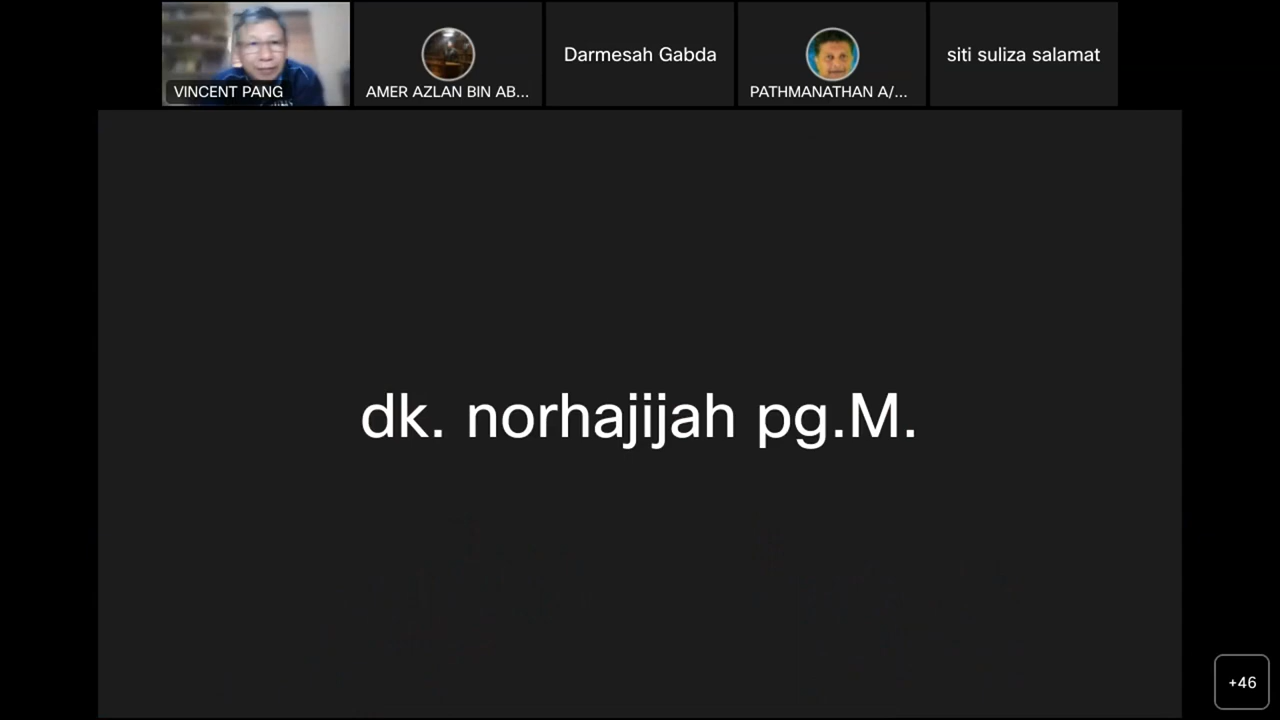 VINCENT PANG
AMER AZLAN BIN AB...
Darmesah Gabda
PATHMANATHAN A/...
siti suliza salamat
dk. norhajijah pg.M.
+46